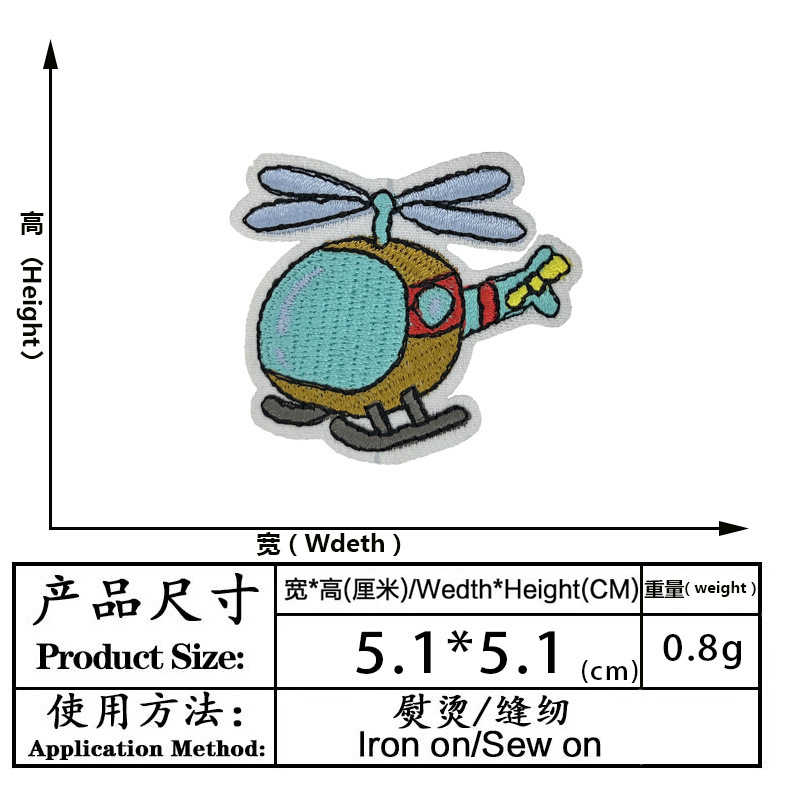 高（Height）
宽（Wdeth）
产品尺寸
Product Size:
宽*高(厘米)/Wedth*Height(CM)
重量( weight )
5.1*5.1 (cm)
0.8g
使用方法：
Application Method:
熨烫/缝纫
Iron on/Sew on